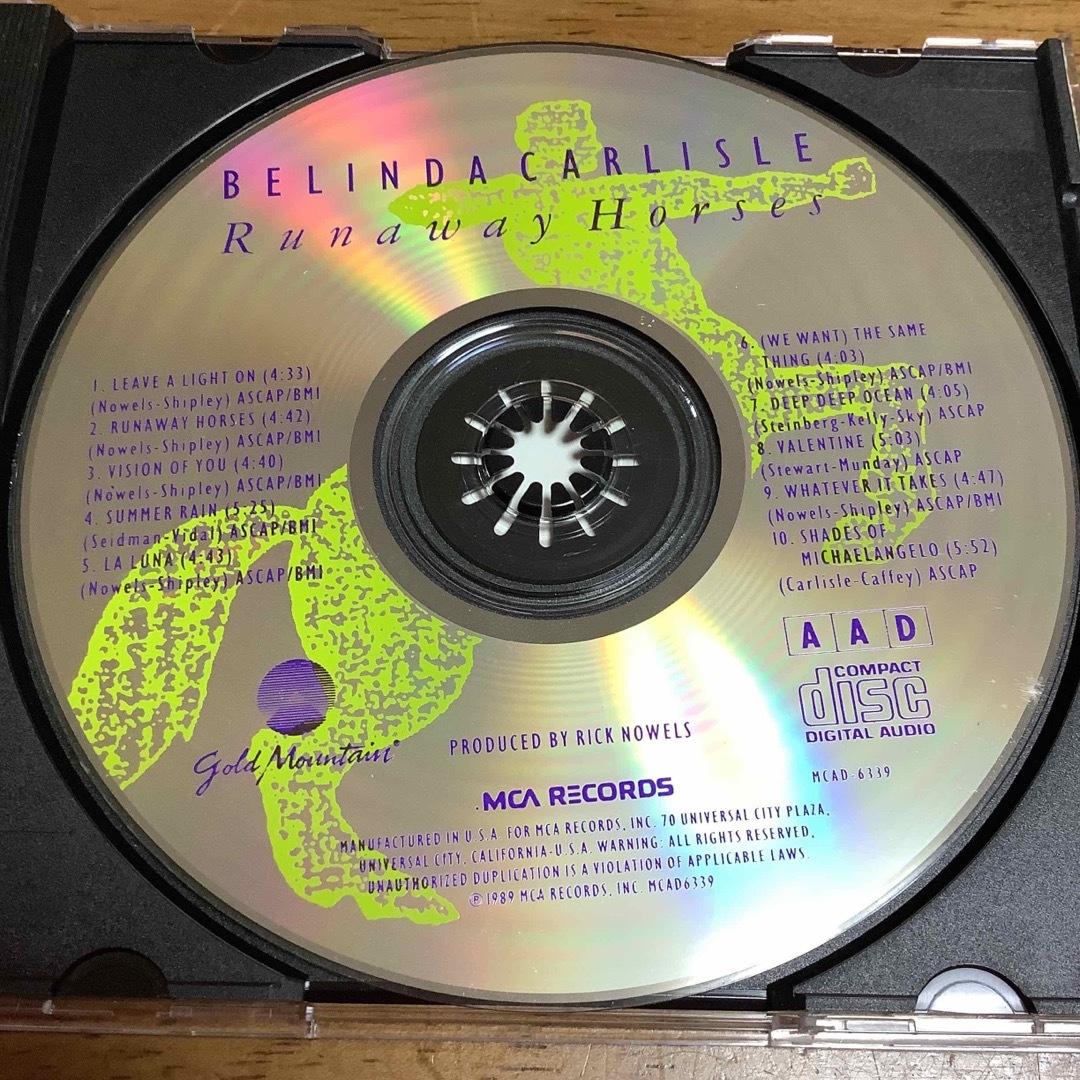 BELINDA CARLISLE
Runaway Horses
1. LEAVE A LIGHT ON (4:33)
(Nowels-Shipley) ASCAP/BMI
2. RUNAWAY HORSES (4:42)
(Nowels-Shipley) ASCAP/BMI
3. VISION OF YOU (4:40)
(Nowels-Shipley) ASCAP/BMI
4. SUMMER RAIN (5:25)
(Seidman-Vidal) ASCAP/BMI
5. LA LUNA (4:43)
(Nowels-Shipley) ASCAP/BMI
6. (WE WANT) THE SAME
THING (4:03)
(Nowels-Shipley) ASCAP/BMI
7. DEEP DEEP OCEAN (4:05)
(Steinberg-Kelly-Sky) ASCAP
8. VALENTINE (5:03)
(Stewart-Munday) ASCAP
9. WHATEVER IT TAKES (4:47)
(Nowels-Shipley) ASCAP/BMI
10. SHADES OF
MICHAELANGELO (5:52)
(Carlisle-Caffey) ASCAP
AAD
COMPACT
disc
DIGITAL AUDIO
MCAD-6339
Gold Mountain
PRODUCED BY RICK NOWELS
MCA RECORDS
MANUFACTURED IN U.S.A. FOR MCA RECORDS, INC. 70 UNIVERSAL CITY PLAZA,
UNIVERSAL CITY, CALIFORNIA-U.S.A. WARNING: ALL RIGHTS RESERVED.
UNAUTHORIZED DUPLICATION IS A VIOLATION OF APPLICABLE LAWS.
℗ 1989 MCA RECORDS, INC. MCAD6339